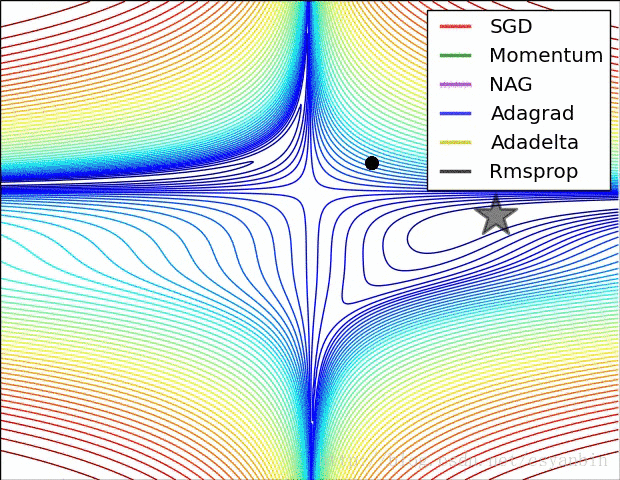 SGD
Momentum
NAG
Adagrad
Adadelta
Rmsprop